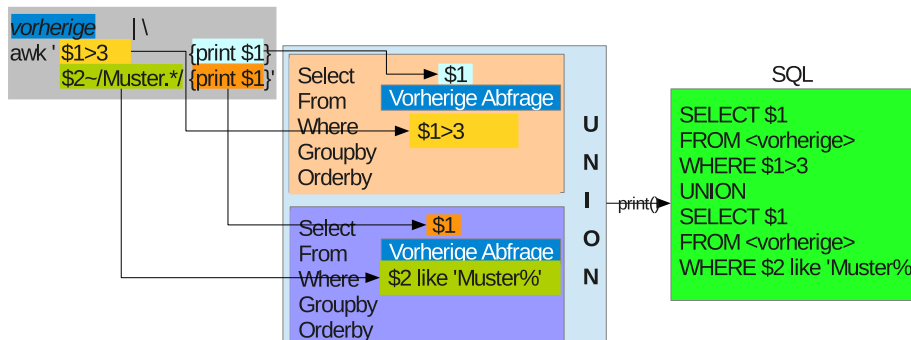 vorherige | \
awk ' $1>3 {print $1}
$2~/Muster.*/ {print $1}'
Select $1
From Vorherige Abfrage
Where $1>3
Groupby
Orderby
Select $1
From Vorherige Abfrage
Where $2 like 'Muster%'
Groupby
Orderby
U
N
I
O
N
print()
SQL
SELECT $1
FROM <vorherige>
WHERE $1>3
UNION
SELECT $1
FROM <vorherige>
WHERE $2 like 'Muster%